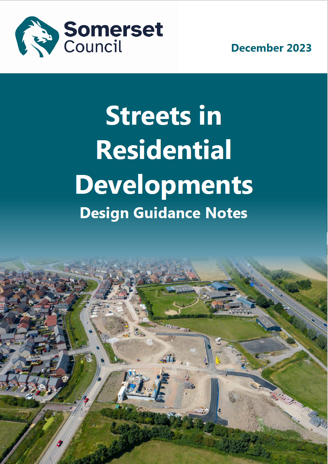 Somerset
Council
December 2023
Streets in
Residential
Developments
Design Guidance Notes